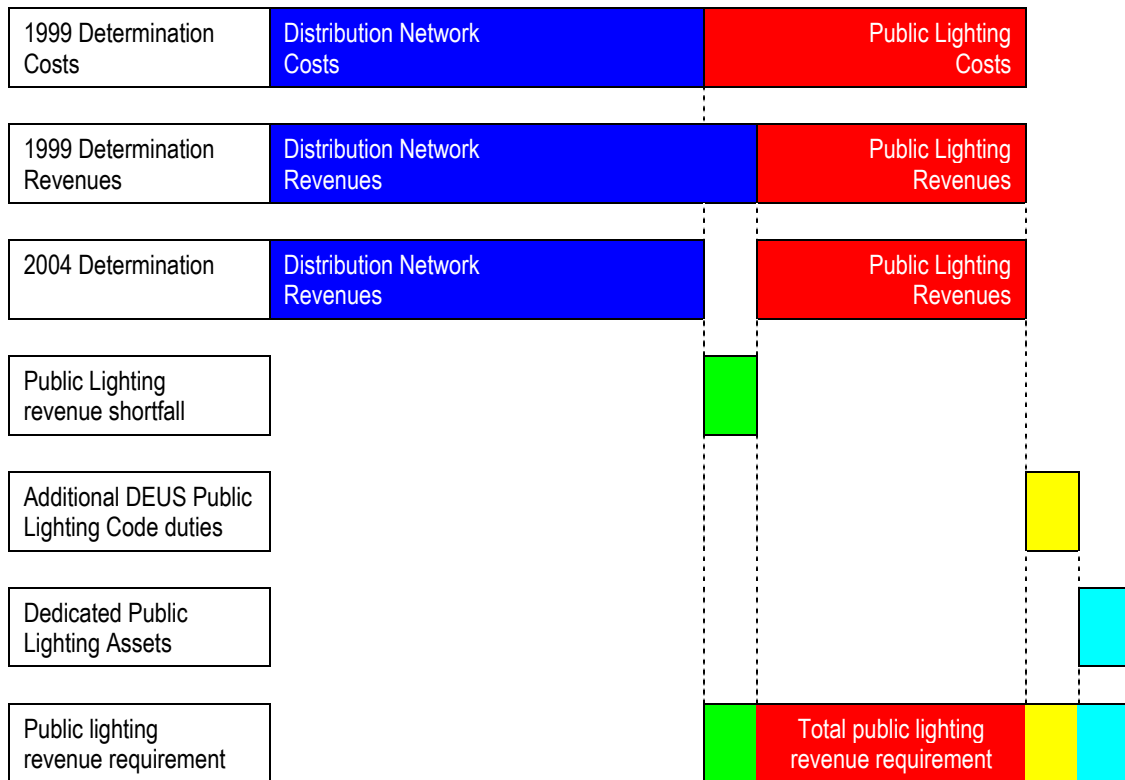 1999 Determination
Costs
Distribution Network
Costs
Public Lighting
Costs
1999 Determination
Revenues
Distribution Network
Revenues
Public Lighting
Revenues
2004 Determination
Distribution Network
Revenues
Public Lighting
Revenues
Public Lighting
revenue shortfall
Additional DEUS Public
Lighting Code duties
Dedicated Public
Lighting Assets
Public lighting
revenue requirement
Total public lighting
revenue requirement